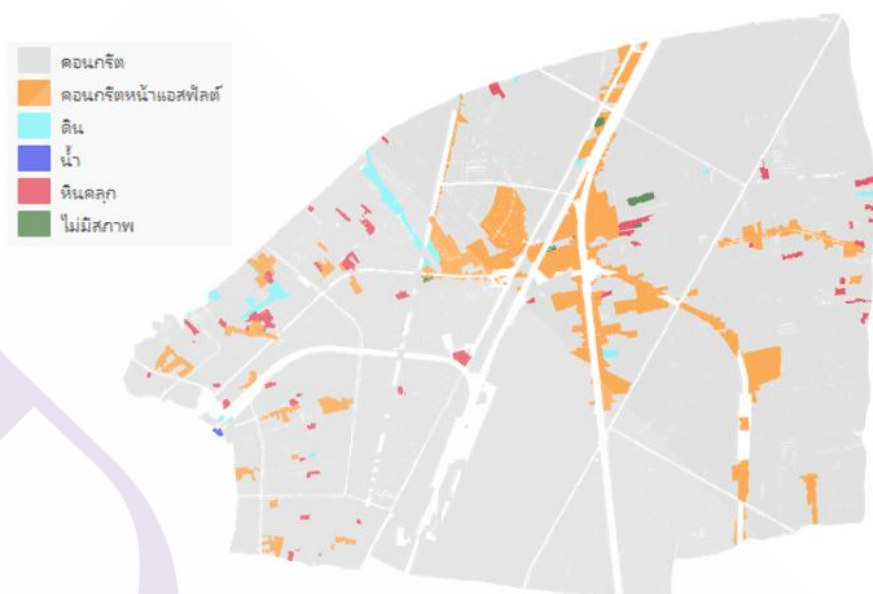 คอนกรีต
คอนกรีตหน้าแอสฟัลต์
ดิน
น้ำ
หินคลุก
ไม่มีสภาพ